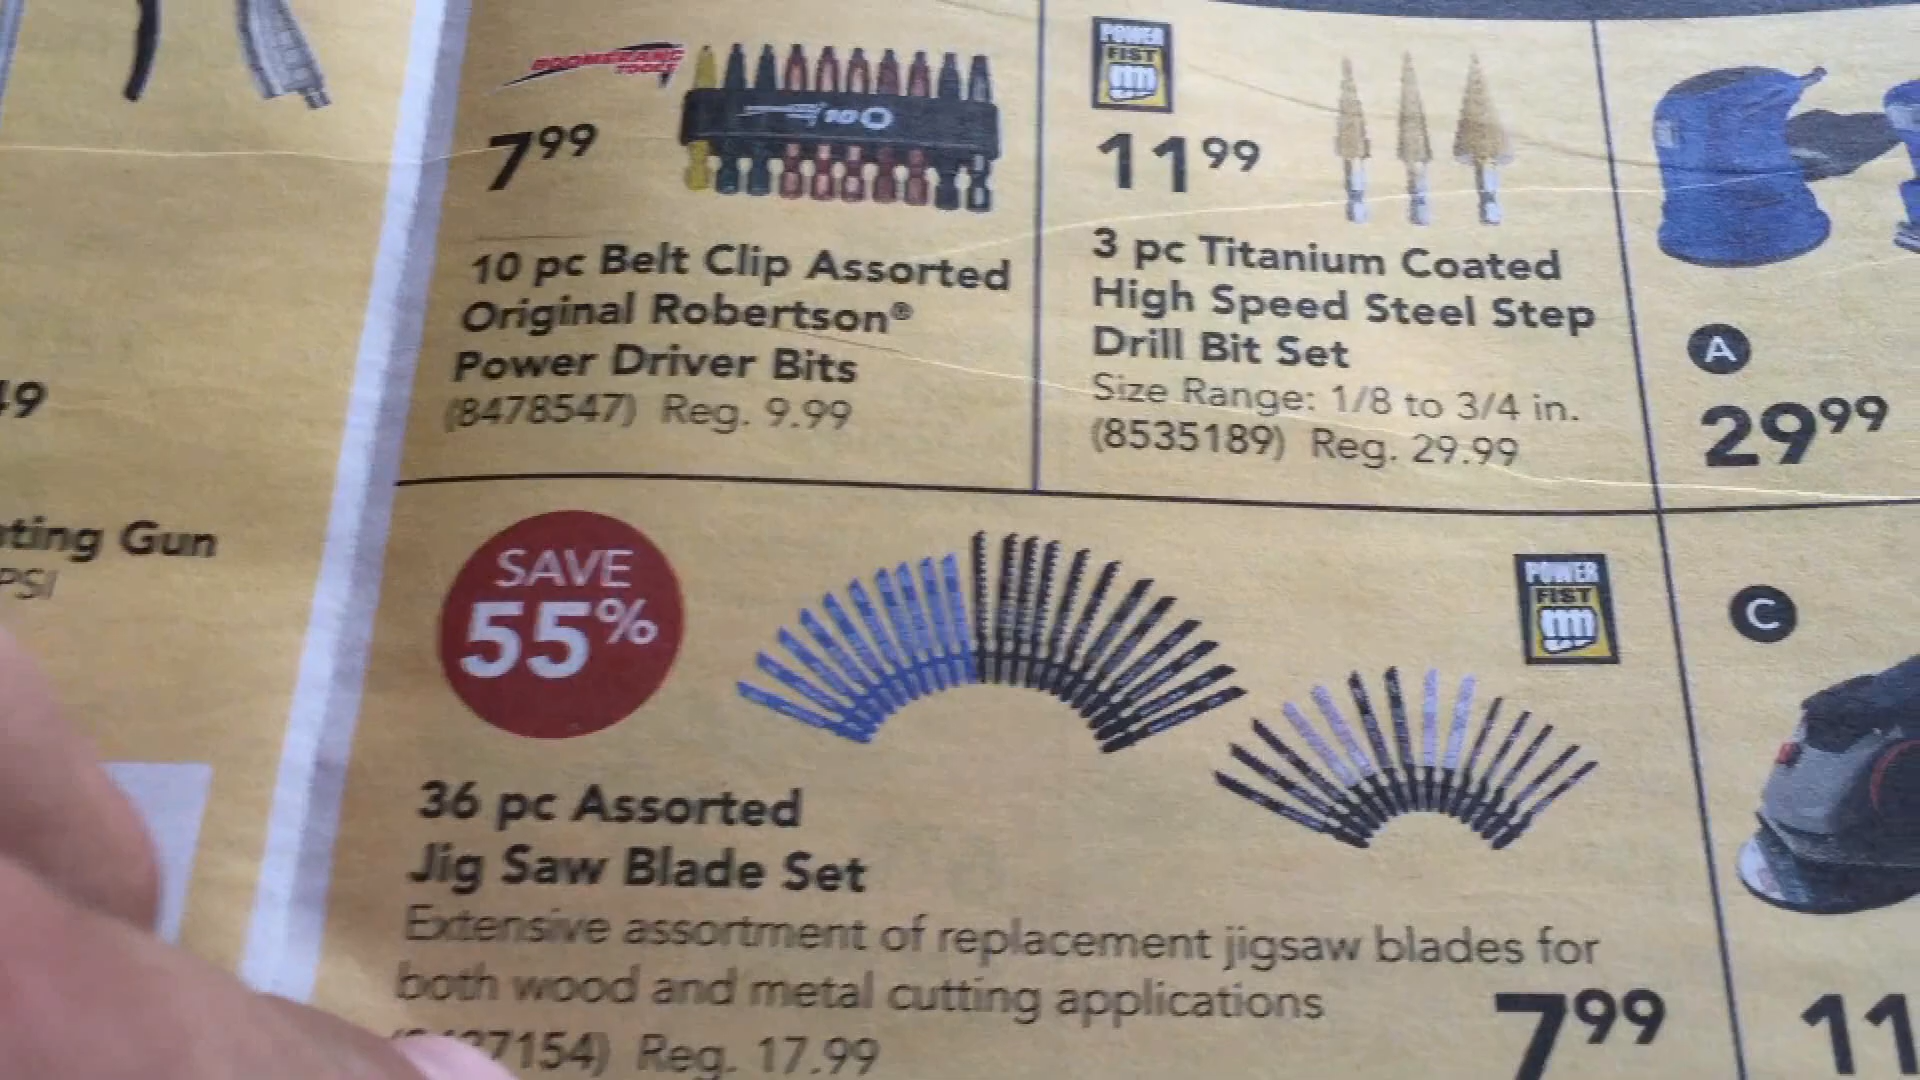 BOOMERANG
TOOLS
7 99
10 pc Belt Clip Assorted
Original Robertson®
Power Driver Bits
(8478547) Reg. 9.99
POWER
FIST
11 99
3 pc Titanium Coated
High Speed Steel Step
Drill Bit Set
Size Range: 1/8 to 3/4 in.
(8535189) Reg. 29.99
A
29 99
49
Gun
PSI
SAVE
55%
POWER
FIST
36 pc Assorted
Jig Saw Blade Set
Extensive assortment of replacement jigsaw blades for
both wood and metal cutting applications
7154) Reg. 17.99
7 99
C
11